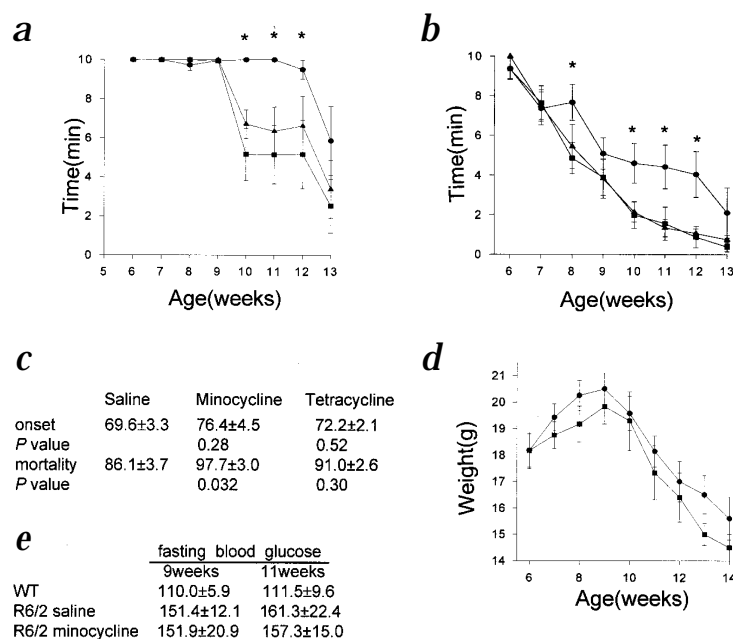 a
* * *
10
8
6
4
2
0
Time(min)
5 6 7 8 9 10 11 12 13
Age(weeks)
b
*
* * *
10
8
6
4
2
0
Time(min)
6 7 8 9 10 11 12 13
Age(weeks)
c
Saline Minocycline Tetracycline
onset 69.6±3.3 76.4±4.5 72.2±2.1
P value 0.28 0.52
mortality 86.1±3.7 97.7±3.0 91.0±2.6
P value 0.032 0.30
d
21
20
19
18
17
16
15
14
Weight(g)
6 8 10 12 14
Age(weeks)
e
fasting blood glucose
9weeks 11weeks
WT 110.0±5.9 111.5±9.6
R6/2 saline 151.4±12.1 161.3±22.4
R6/2 minocycline 151.9±20.9 157.3±15.0